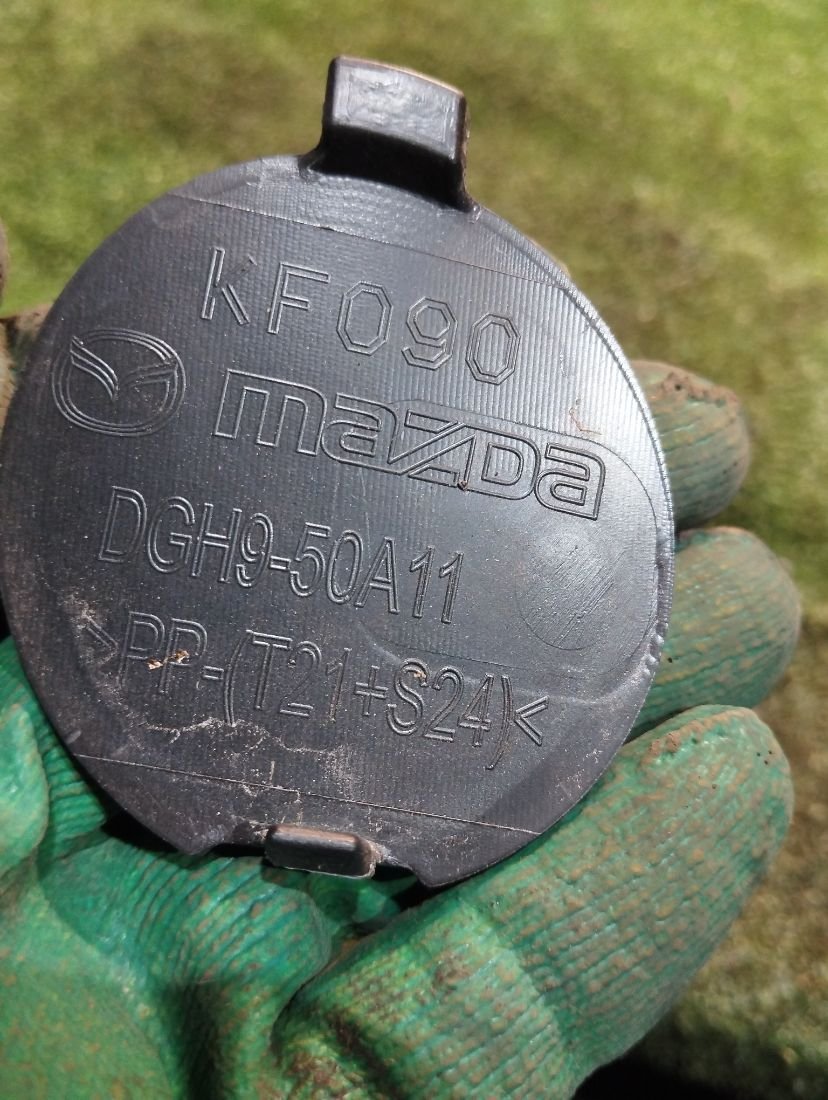 KF090
mazda
DGH9-50A11
>PP-(T21+S24)<